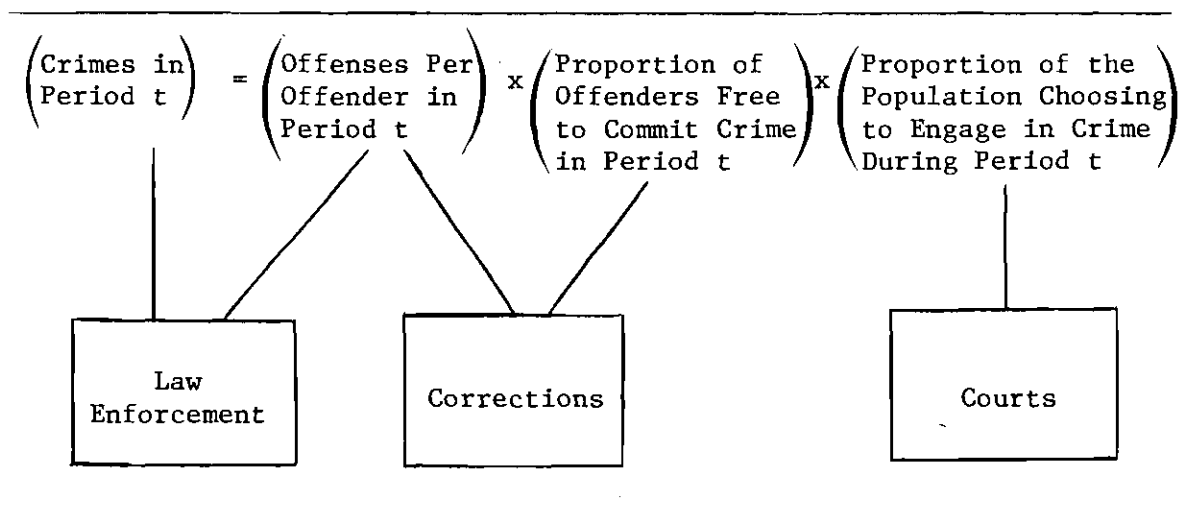 Crimes in
Period t
=
Offenses Per
Offender in
Period t
x
Proportion of
Offenders Free
to Commit Crime
in Period t
x
Proportion of the
Population Choosing
to Engage in Crime
During Period t
Law
Enforcement
Corrections
Courts